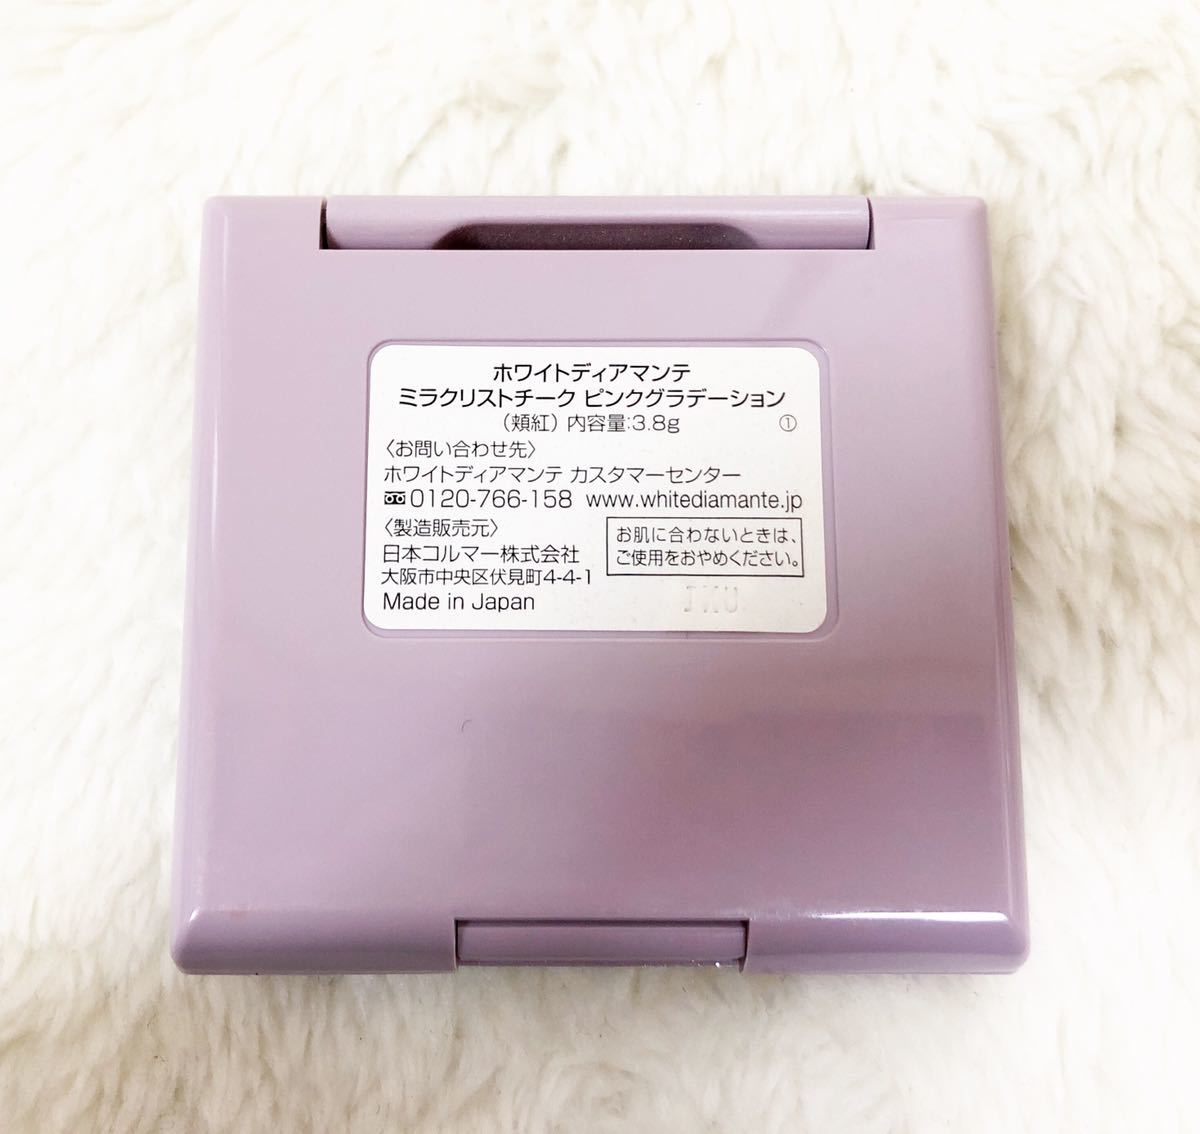 ホワイトディアマンテ
ミラクリストチーク ピンクグラデーション
（頬紅）内容量:3.8g ①
〈お問い合わせ先〉
ホワイトディアマンテ カスタマーセンター
0120-766-158 www.whitediamante.jp
〈製造販売元〉
日本コルマー株式会社
大阪市中央区伏見町4-4-1
Made in Japan
お肌に合わないときは、
ご使用をおやめください。